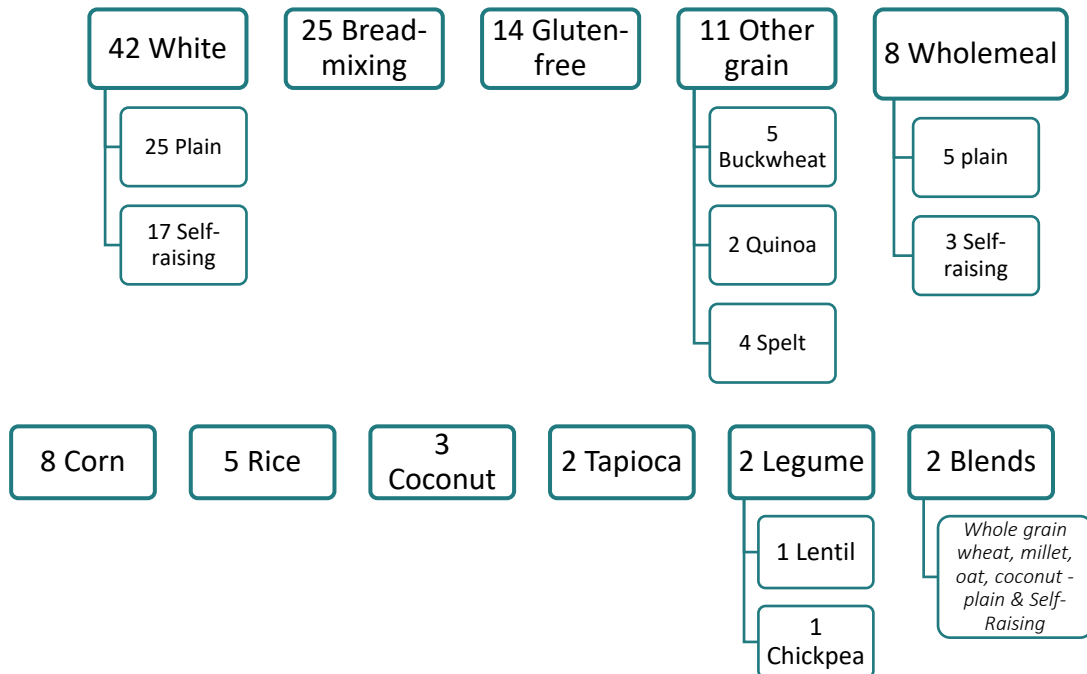 42 White
25 Bread-
mixing
14 Gluten-
free
11 Other
grain
8 Wholemeal
25 Plain
17 Self-
raising
5
Buckwheat
2 Quinoa
4 Spelt
5 plain
3 Self-
raising
8 Corn
5 Rice
3
Coconut
2 Tapioca
2 Legume
2 Blends
1 Lentil
1
Chickpea
Whole grain
wheat, millet,
oat, coconut -
plain & Self-
Raising